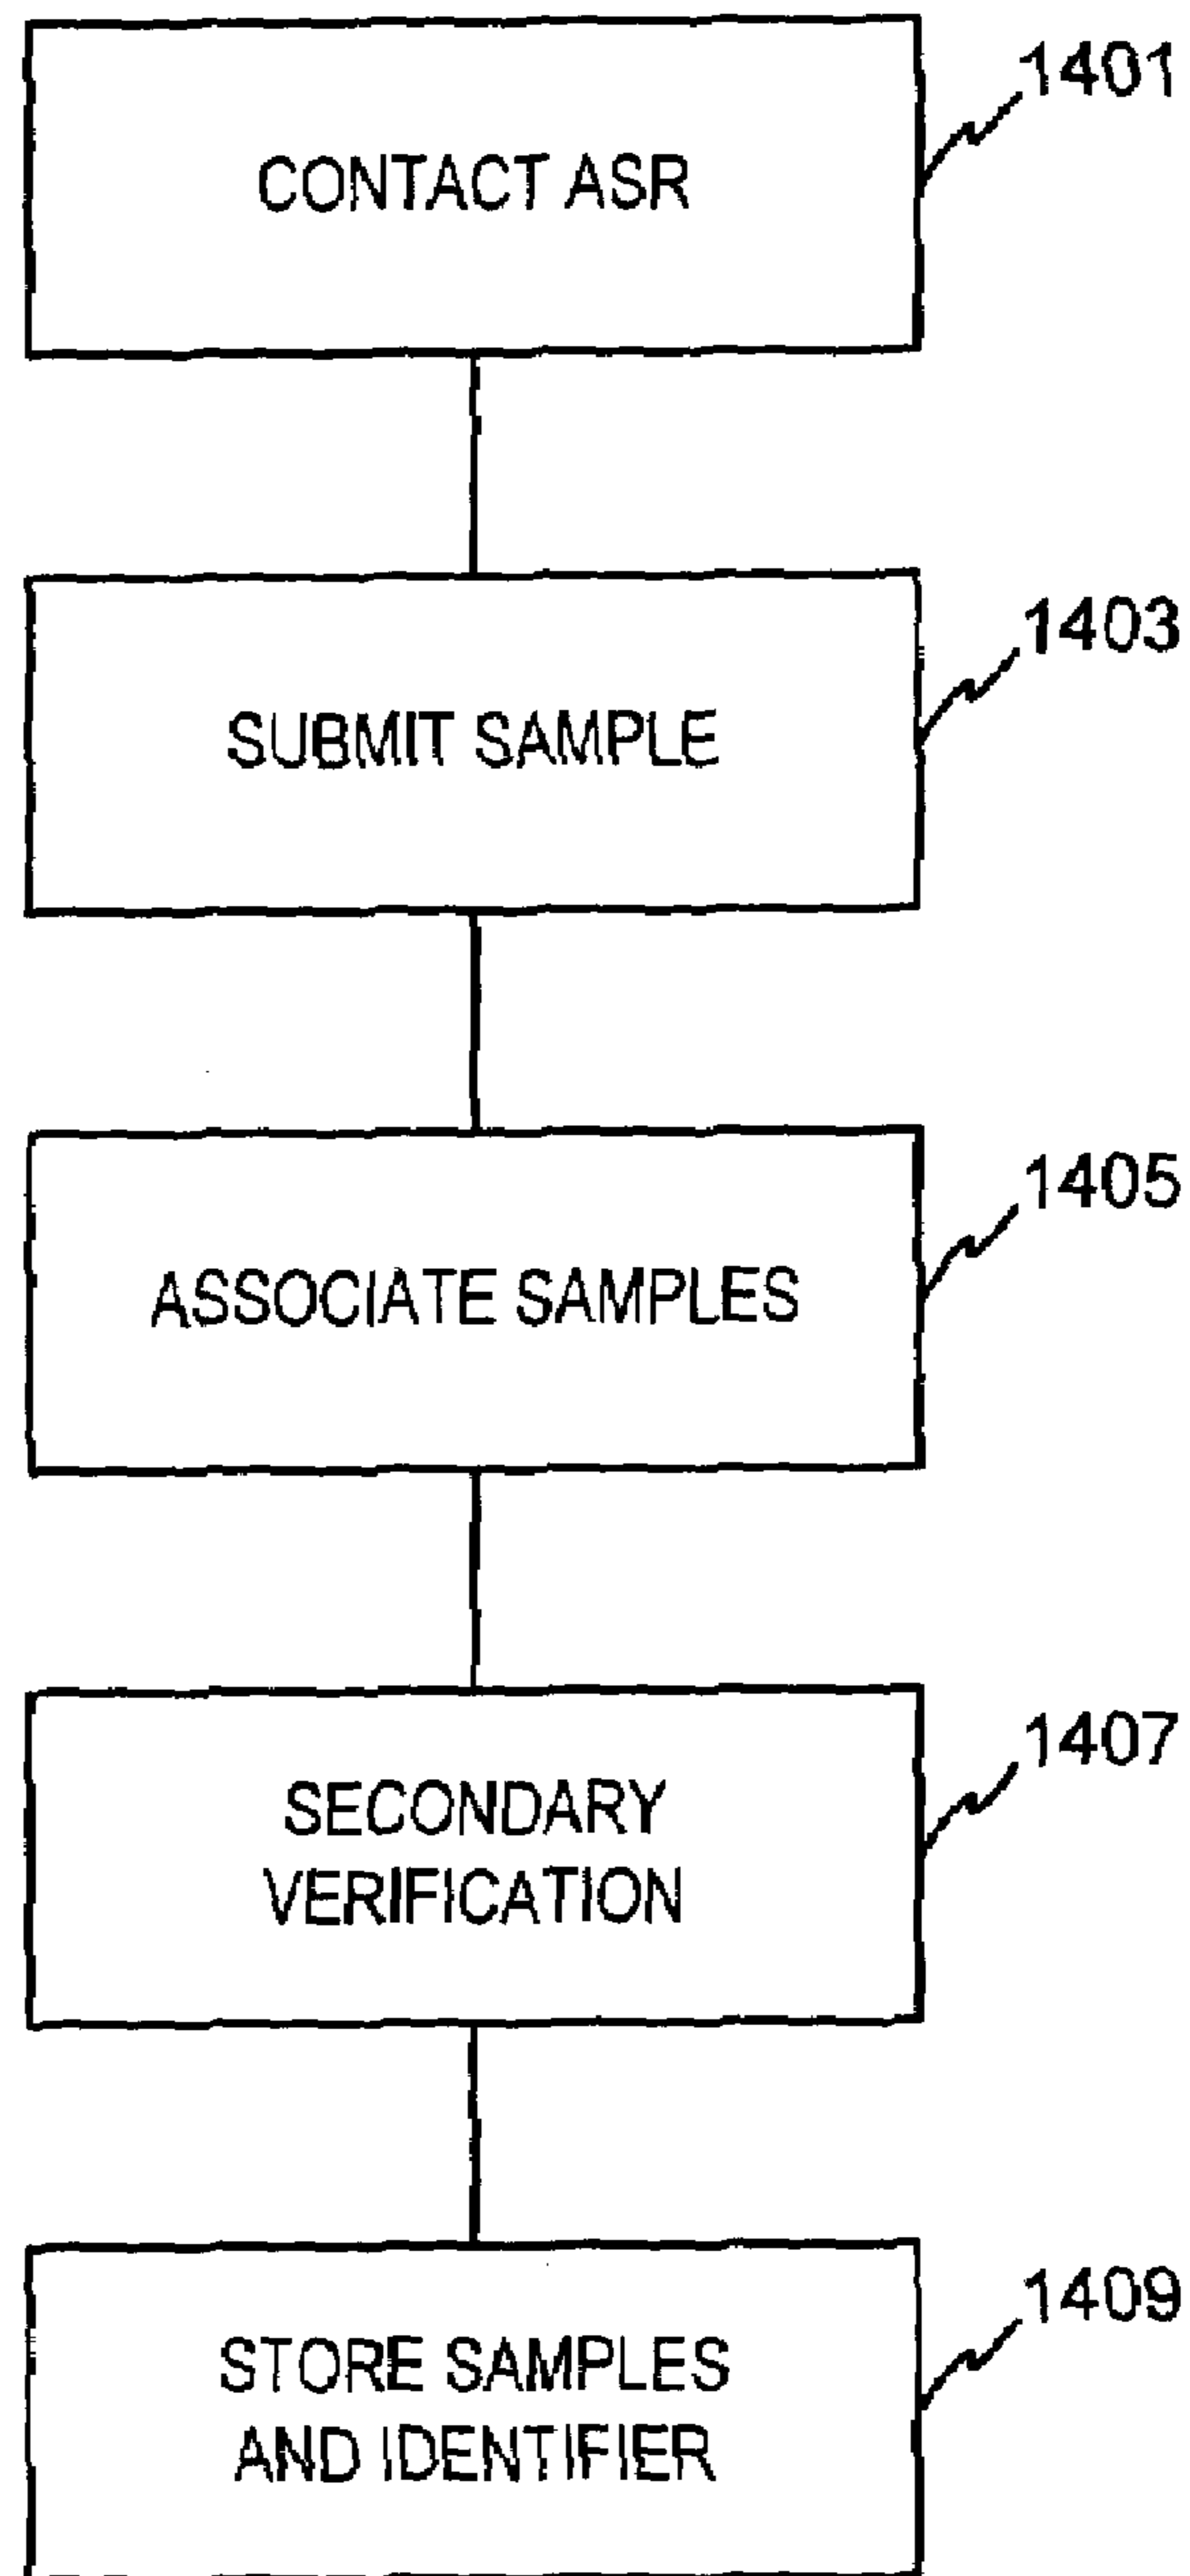 CONTACT ASR
1401
SUBMIT SAMPLE
1403
ASSOCIATE SAMPLES
1405
SECONDARY
VERIFICATION
1407
STORE SAMPLES
AND IDENTIFIER
1409